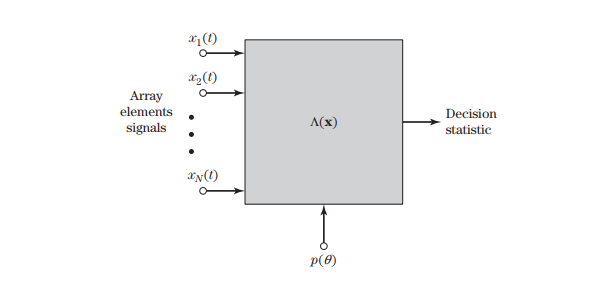 x₁(t)
x₂(t)
Array
elements
signals
xN(t)
Λ(x)
Decision
statistic
p(θ)